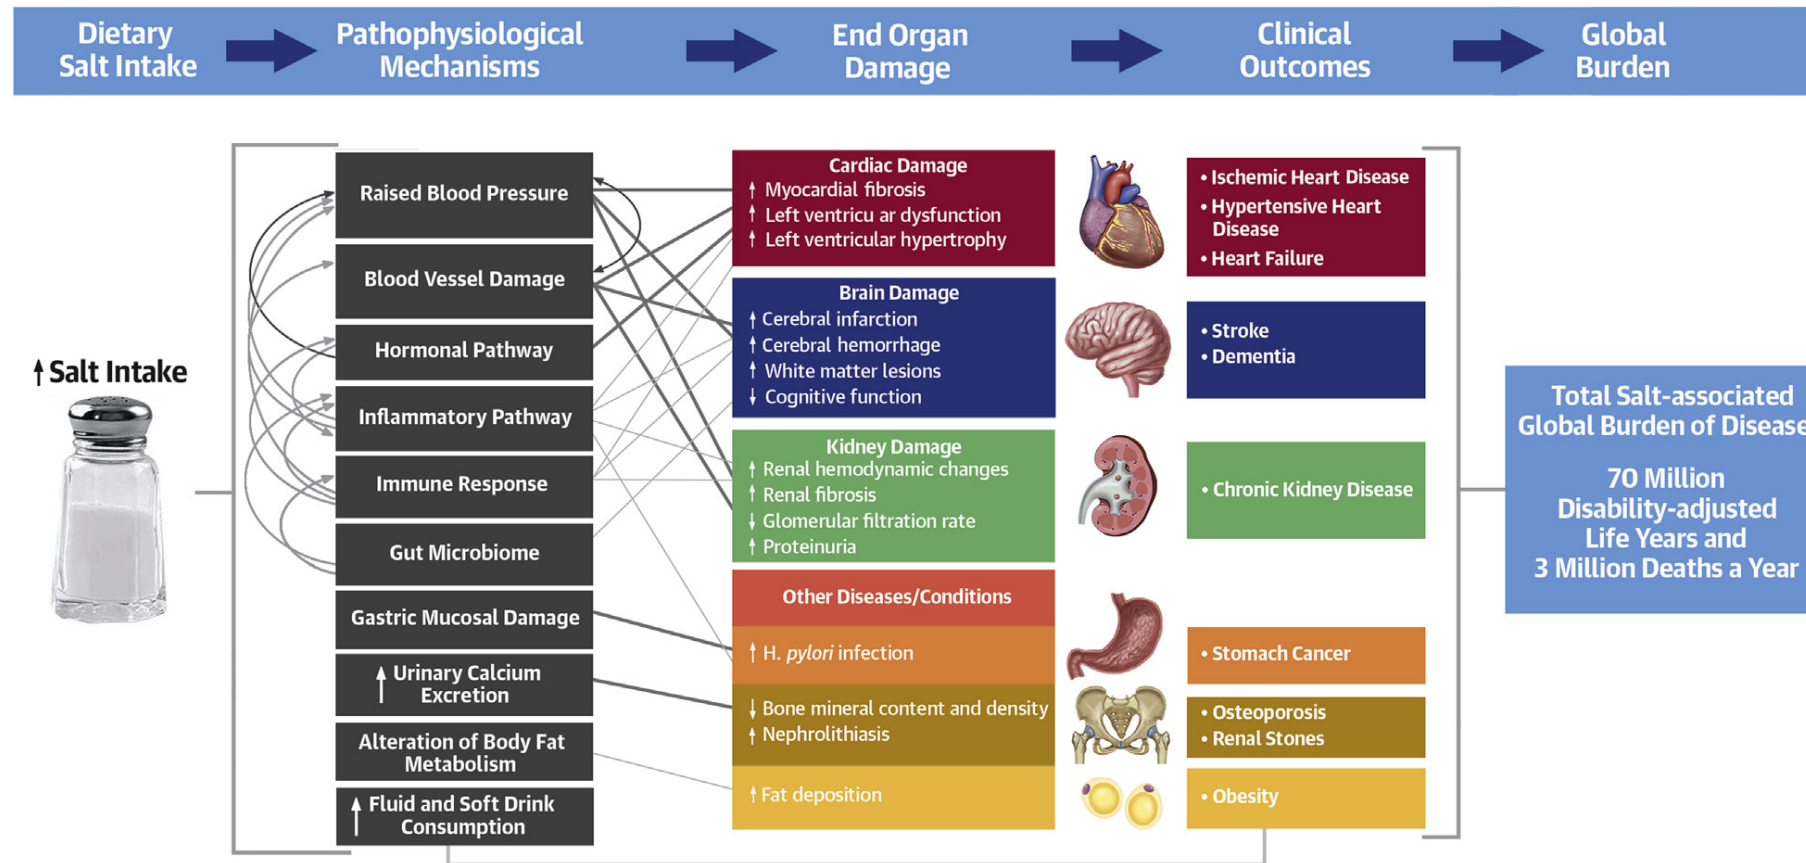 Dietary
Salt Intake
Pathophysiological
Mechanisms
End Organ
Damage
Clinical
Outcomes
Global
Burden
↑ Salt Intake
Raised Blood Pressure
Blood Vessel Damage
Hormonal Pathway
Inflammatory Pathway
Immune Response
Gut Microbiome
Gastric Mucosal Damage
↑ Urinary Calcium
Excretion
Alteration of Body Fat
Metabolism
↑ Fluid and Soft Drink
Consumption
Cardiac Damage
↑ Myocardial fibrosis
↑ Left ventricu ar dysfunction
↑ Left ventricular hypertrophy
Brain Damage
↑ Cerebral infarction
↑ Cerebral hemorrhage
↑ White matter lesions
↓ Cognitive function
Kidney Damage
↑ Renal hemodynamic changes
↑ Renal fibrosis
↓ Glomerular filtration rate
↑ Proteinuria
Other Diseases/Conditions
↑ H. pylori infection
↓ Bone mineral content and density
↑ Nephrolithiasis
↑ Fat deposition
• Ischemic Heart Disease
• Hypertensive Heart
Disease
• Heart Failure
• Stroke
• Dementia
• Chronic Kidney Disease
• Stomach Cancer
• Osteoporosis
• Renal Stones
• Obesity
Total Salt-associated
Global Burden of Disease
70 Million
Disability-adjusted
Life Years and
3 Million Deaths a Year